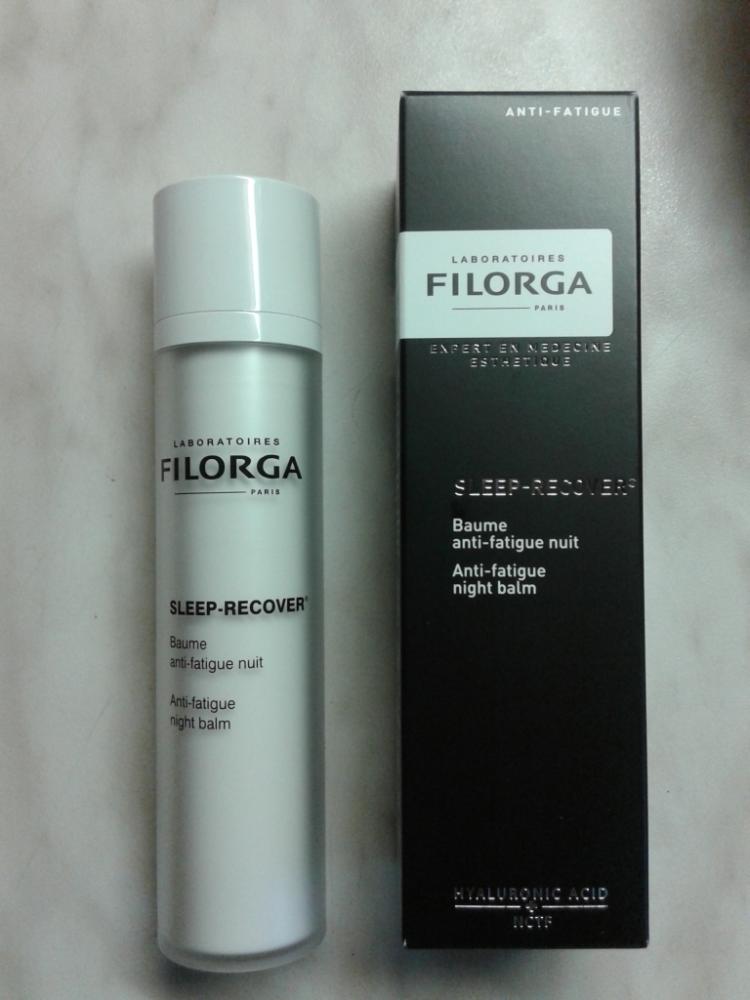 LABORATOIRES
FILORGA
PARIS
SLEEP-RECOVER®
Baume
anti-fatigue nuit
Anti-fatigue
night balm
ANTI-FATIGUE
LABORATOIRES
FILORGA
PARIS
EXPERT EN MEDECINE
ESTHETIQUE
SLEEP-RECOVER®
Baume
anti-fatigue nuit
Anti-fatigue
night balm
HYALURONIC ACID
+
NCTF